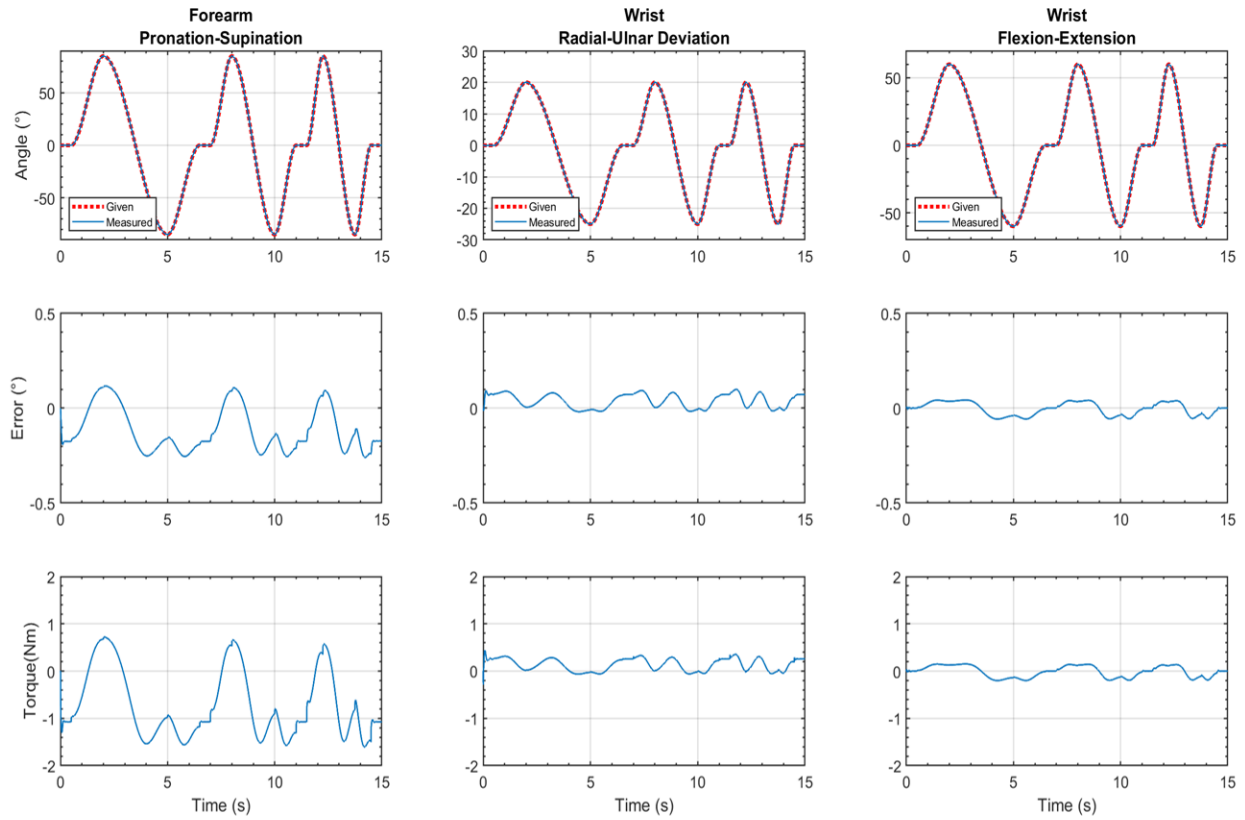 Forearm
Pronation-Supination
Wrist
Radial-Ulnar Deviation
Wrist
Flexion-Extension
Angle (°)
50
0
-50
Given
Measured
0 5 10 15
30
20
10
0
-10
-20
-30
Given
Measured
0 5 10 15
50
0
-50
Given
Measured
0 5 10 15
Error (°)
0.5
0
-0.5
0 5 10 15
0.5
0
-0.5
0 5 10 15
0.5
0
-0.5
0 5 10 15
Torque(Nm)
2
1
0
-1
-2
0 5 10 15
Time (s)
2
1
0
-1
-2
0 5 10 15
Time (s)
2
1
0
-1
-2
0 5 10 15
Time (s)